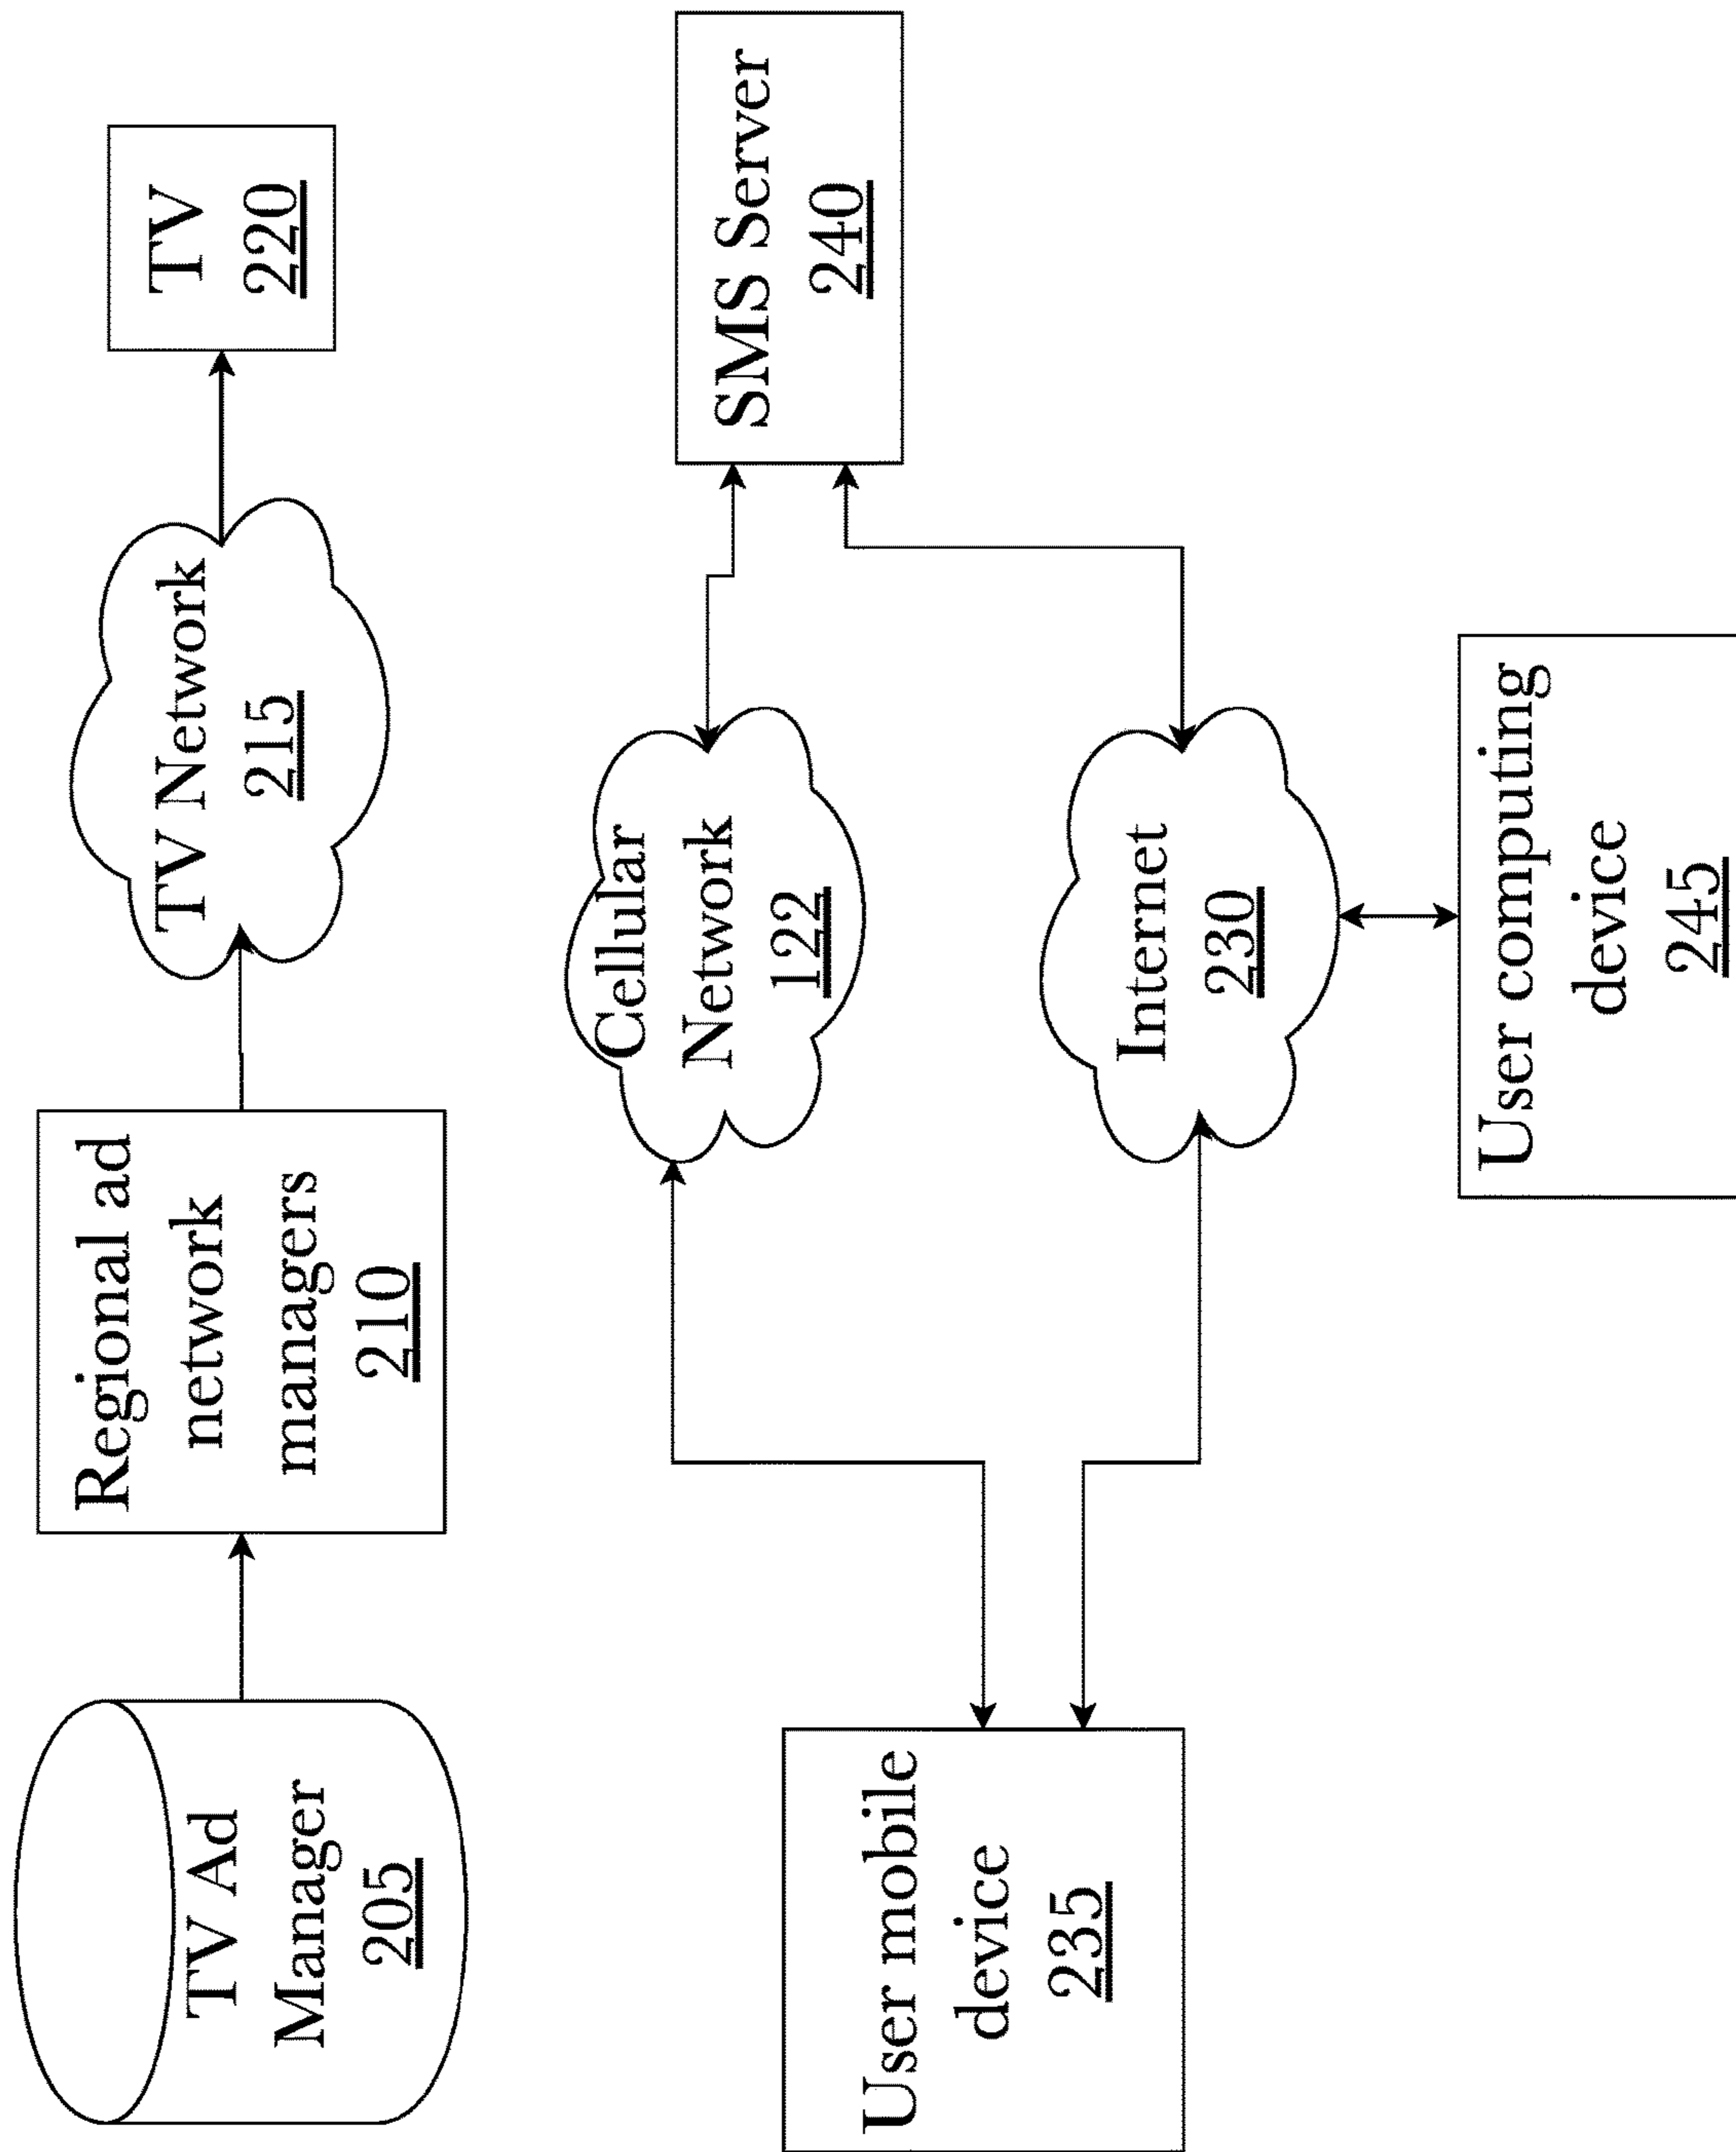 TV Ad
Manager
205
Regional ad
network
managers
210
TV Network
215
TV
220
User mobile
device
235
Cellular
Network
122
Internet
230
SMS Server
240
User computing
device
245